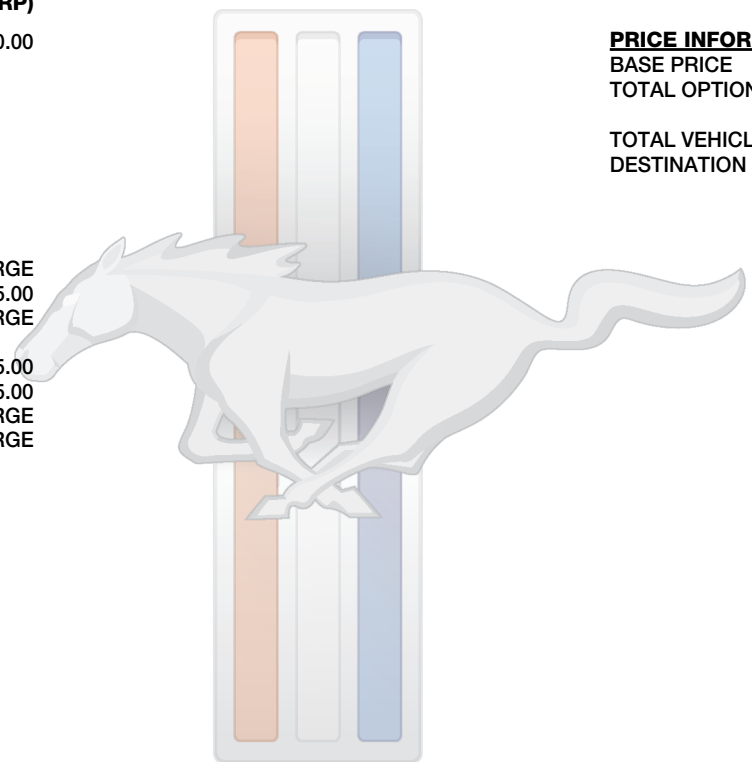 RP)
0.00
RGE
5.00
RGE
5.00
5.00
RGE
RGE
PRICE INFOR
BASE PRICE
TOTAL OPTION
TOTAL VEHICL
DESTINATION